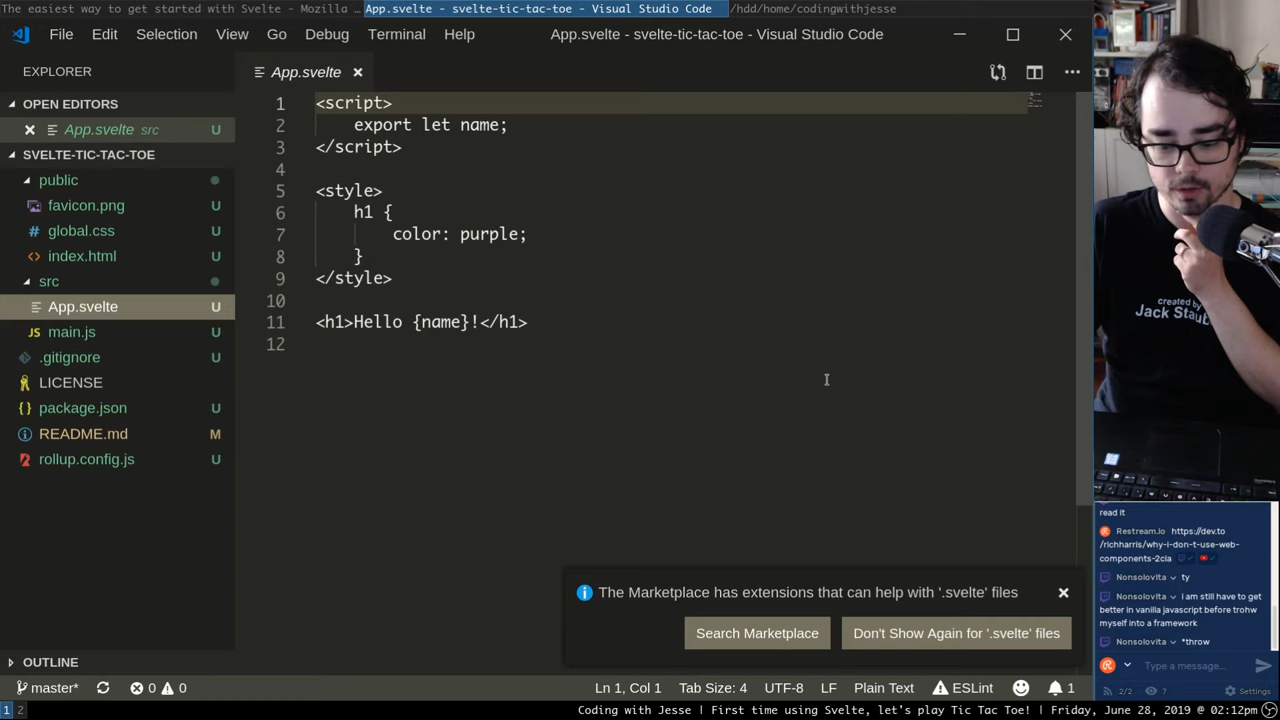 The easiest way to get started with Svelte - Mozilla …
App.svelte - svelte-tic-tac-toe - Visual Studio Code
/hdd/home/codingwithjesse
File Edit Selection View Go Debug Terminal Help
App.svelte - svelte-tic-tac-toe - Visual Studio Code
EXPLORER
OPEN EDITORS
App.svelte src U
SVELTE-TIC-TAC-TOE
public
favicon.png U
global.css U
index.html U
src
App.svelte U
JS main.js U
.gitignore U
LICENSE
{} package.json U
README.md M
rollup.config.js U
OUTLINE
App.svelte
1 <script>
2 export let name;
3 </script>
4
5 <style>
6 h1 {
7 color: purple;
8 }
9 </style>
10
11 <h1>Hello {name}!</h1>
12
The Marketplace has extensions that can help with '.svelte' files
Search Marketplace
Don't Show Again for '.svelte' files
created by
Jack Staub
read it
Restream.io https://dev.to
/richharris/why-i-don-t-use-web-
components-2cia
Nonsolovita ty
Nonsolovita i am still have to get
better in vanilla javascript before trohw
myself into a framework
Nonsolovita *throw
Type a message...
2/2 7 Settings
master* 0 0
Ln 1, Col 1 Tab Size: 4 UTF-8 LF Plain Text ESLint 1
1 2
Coding with Jesse | First time using Svelte, let's play Tic Tac Toe! | Friday, June 28, 2019 @ 02:12pm